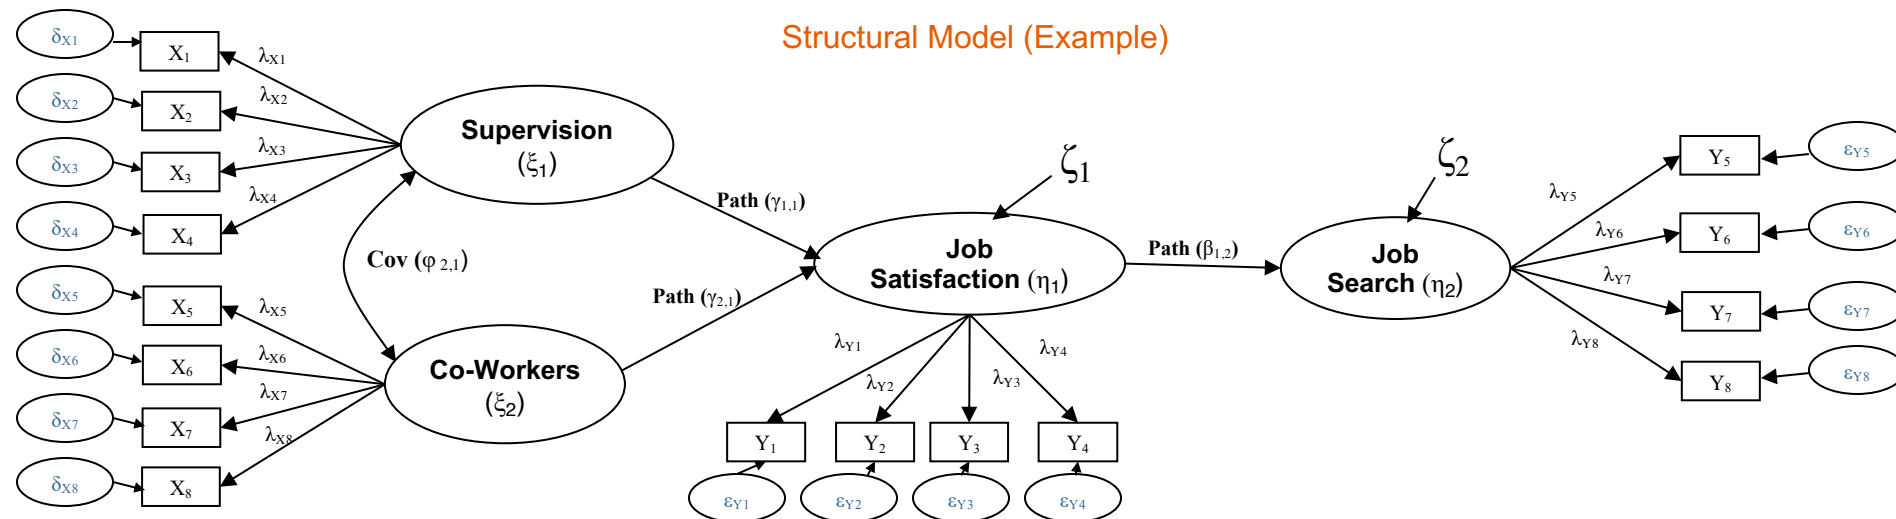 Structural Model (Example)
δX1
X1
λX1
δX2
X2
λX2
δX3
X3
λX3
δX4
X4
λX4
Supervision
(ξ1)
Cov (φ 2,1)
δX5
X5
λX5
δX6
X6
λX6
δX7
X7
λX7
δX8
X8
λX8
Co-Workers
(ξ2)
Path (γ1,1)
Path (γ2,1)
ζ1
Job
Satisfaction (η1)
λY1
λY2
λY3
λY4
Y1
Y2
Y3
Y4
εY1
εY2
εY3
εY4
Path (β1,2)
ζ2
Job
Search (η2)
λY5
Y5
εY5
λY6
Y6
εY6
λY7
Y7
εY7
λY8
Y8
εY8